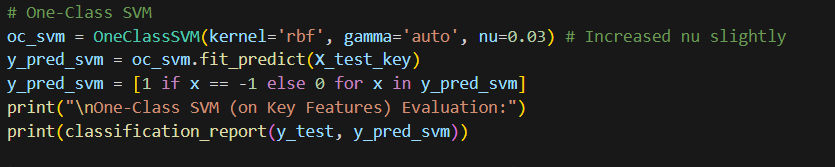 # One-Class SVM
oc_svm = OneClassSVM(kernel='rbf', gamma='auto', nu=0.03) # Increased nu slightly
y_pred_svm = oc_svm.fit_predict(X_test_key)
y_pred_svm = [1 if x == -1 else 0 for x in y_pred_svm]
print("\nOne-Class SVM (on Key Features) Evaluation:")
print(classification_report(y_test, y_pred_svm))